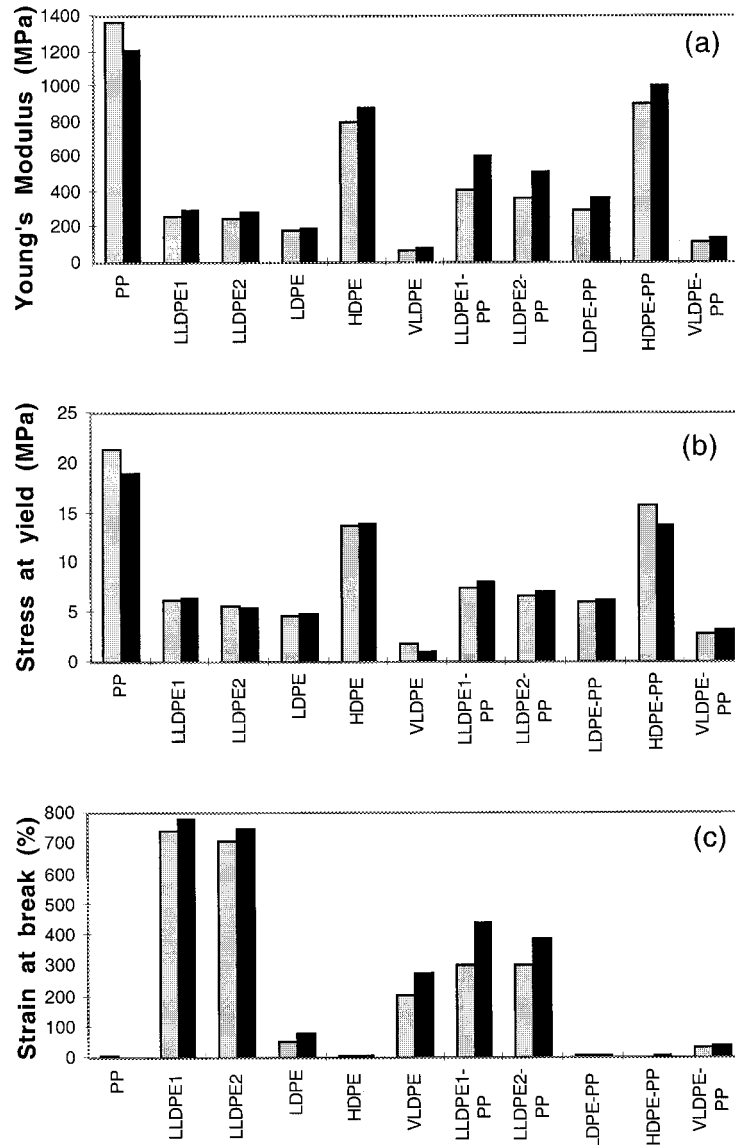 Young's Modulus (MPa)
1400
1200
1000
800
600
400
200
0
(a)
PP
LLDPE1
LLDPE2
LDPE
HDPE
VLDPE
LLDPE1-
PP
LLDPE2-
PP
LDPE-PP
HDPE-PP
VLDPE-
PP
Stress at yield (MPa)
25
20
15
10
5
0
(b)
PP
LLDPE1
LLDPE2
LDPE
HDPE
VLDPE
LLDPE1-
PP
LLDPE2-
PP
LDPE-PP
HDPE-PP
VLDPE-
PP
Strain at break (%)
800
700
600
500
400
300
200
100
0
(c)
PP
LLDPE1
LLDPE2
LDPE
HDPE
VLDPE
LLDPE1-
PP
LLDPE2-
PP
LDPE-PP
HDPE-PP
VLDPE-
PP